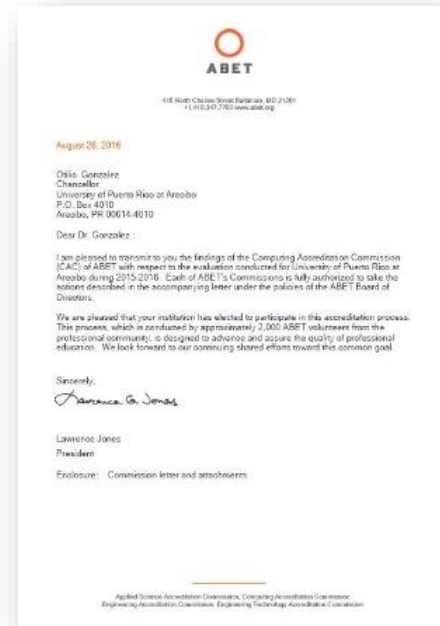 ABET
415 North Charles Street Baltimore, MD 21201
+1.410.347.7700 www.abet.org
August 26, 2016
Otilio Gonzalez
Chancellor
University of Puerto Rico at Arecibo
P.O. Box 4010
Arecibo, PR 00614-4010
Dear Dr. Gonzalez :
I am pleased to transmit to you the findings of the Computing Accreditation Commission
(CAC) of ABET with respect to the evaluation conducted for University of Puerto Rico at
Arecibo during 2015-2016. Each of ABET's Commissions is fully authorized to take the
actions described in the accompanying letter under the policies of the ABET Board of
Directors.
We are pleased that your institution has elected to participate in this accreditation process.
This process, which is conducted by approximately 2,000 ABET volunteers from the
professional community, is designed to advance and assure the quality of professional
education. We look forward to our continuing shared efforts toward this common goal.
Sincerely,
Lawrence G. Jones
Lawrence Jones
President
Enclosure: Commission letter and attachments
Applied Science Accreditation Commission, Computing Accreditation Commission
Engineering Accreditation Commission, Engineering Technology Accreditation Commission